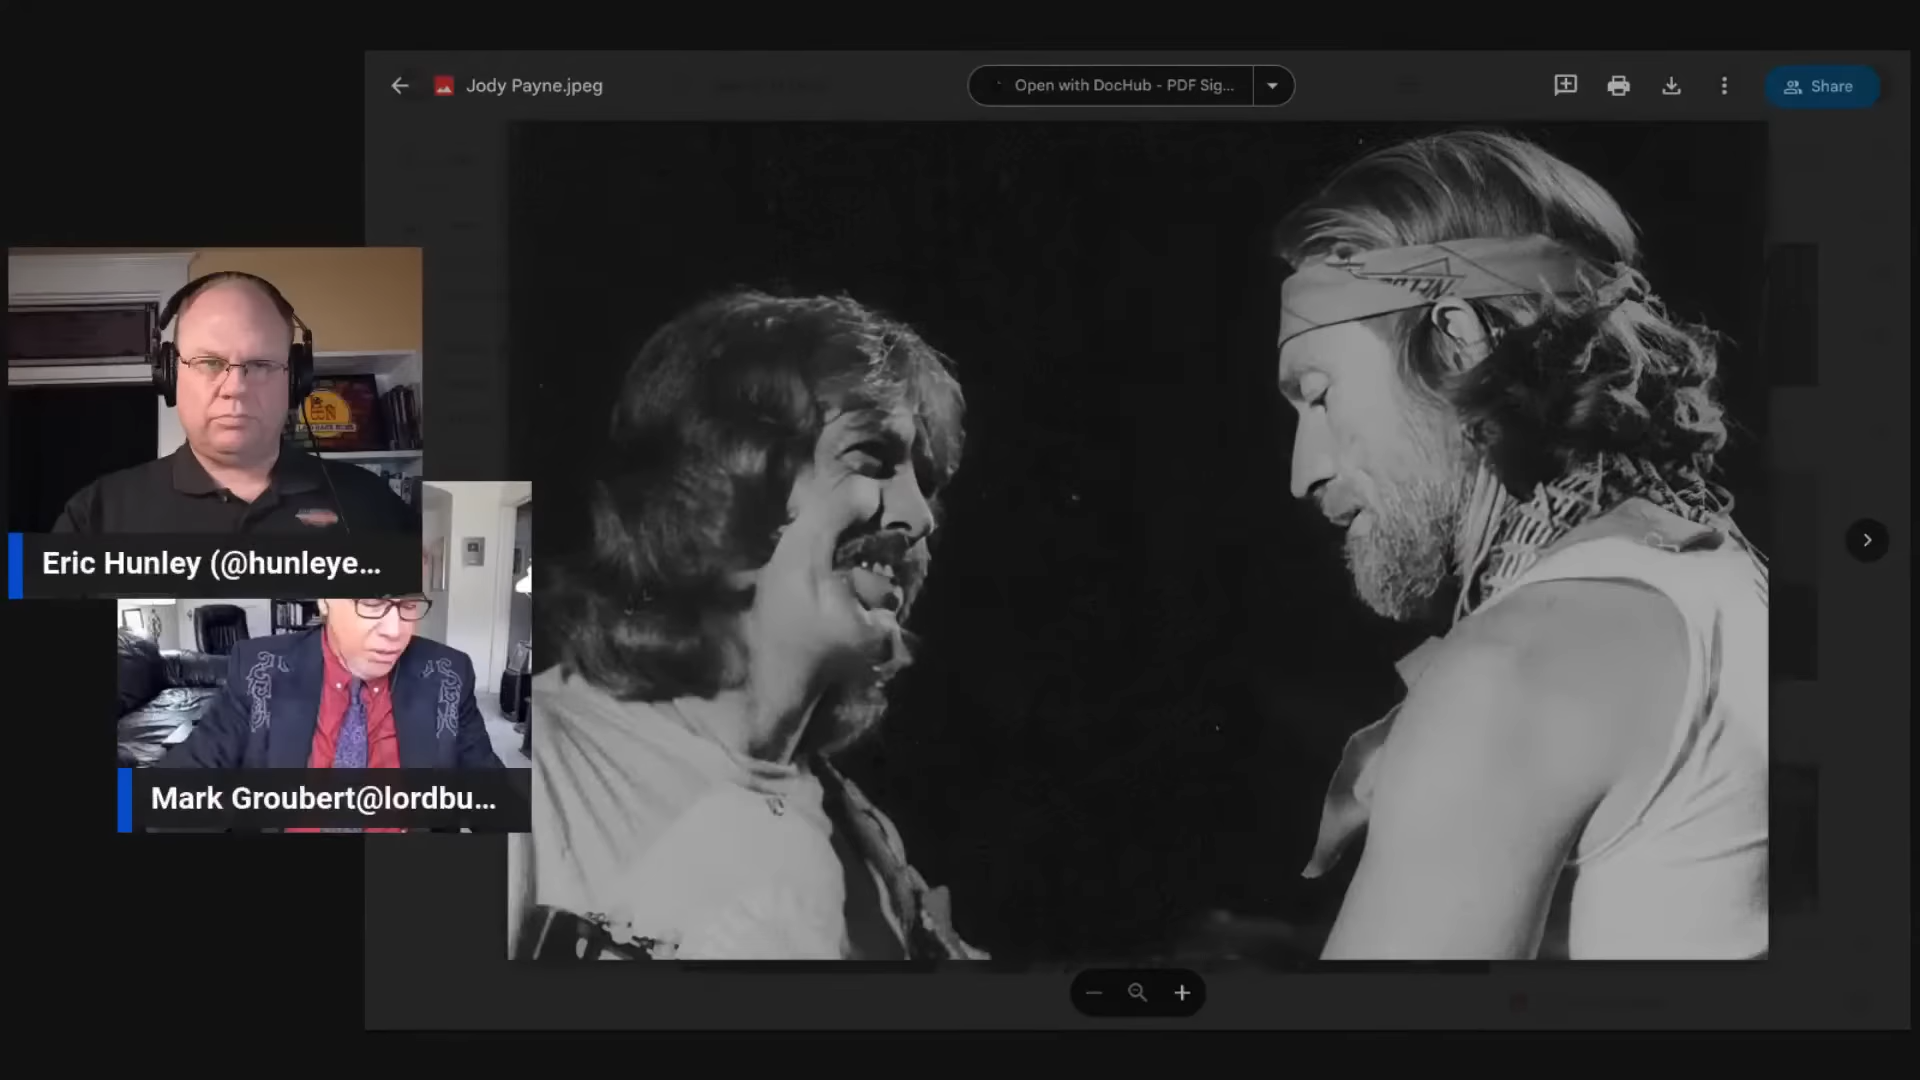 Jody Payne.jpeg
Open with DocHub - PDF Sig...
Share
Eric Hunley (@hunleye...
Mark Groubert@lordbu...